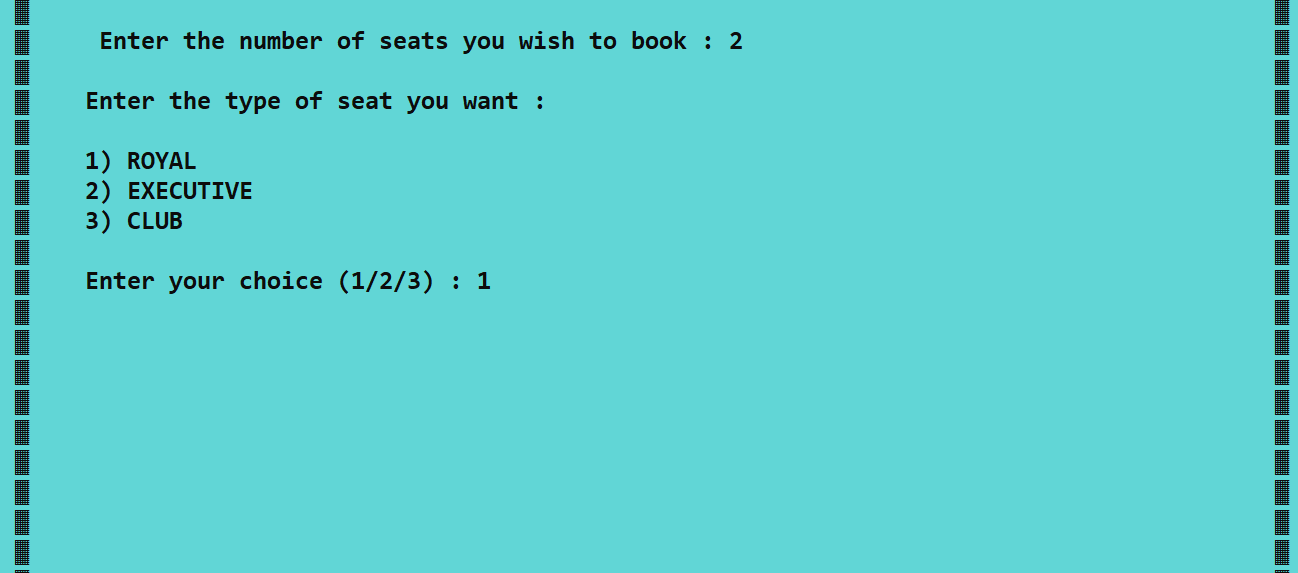 Enter the number of seats you wish to book : 2
Enter the type of seat you want :
1) ROYAL
2) EXECUTIVE
3) CLUB
Enter your choice (1/2/3) : 1